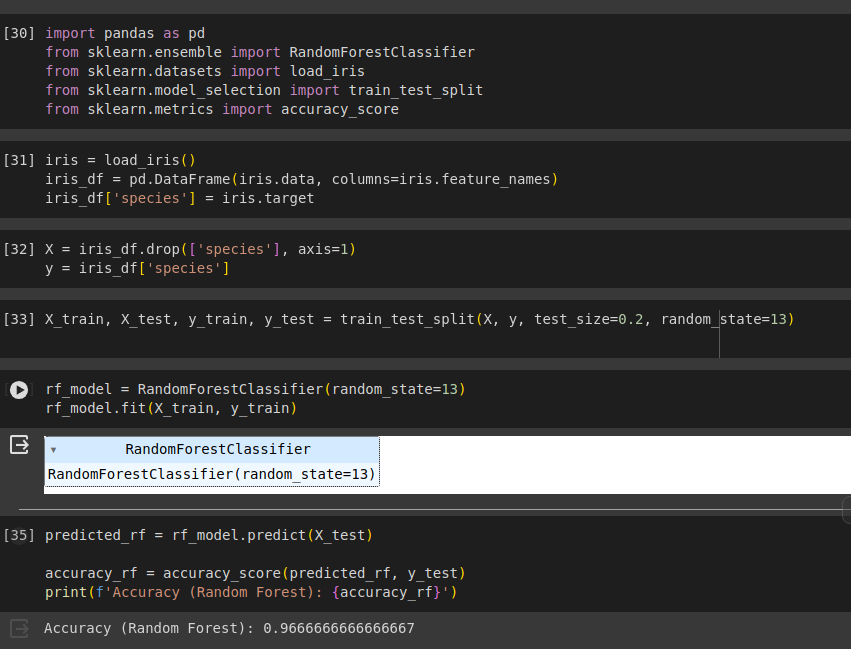 [30] import pandas as pd
from sklearn.ensemble import RandomForestClassifier
from sklearn.datasets import load_iris
from sklearn.model_selection import train_test_split
from sklearn.metrics import accuracy_score
[31] iris = load_iris()
iris_df = pd.DataFrame(iris.data, columns=iris.feature_names)
iris_df['species'] = iris.target
[32] X = iris_df.drop(['species'], axis=1)
y = iris_df['species']
[33] X_train, X_test, y_train, y_test = train_test_split(X, y, test_size=0.2, random_state=13)
rf_model = RandomForestClassifier(random_state=13)
rf_model.fit(X_train, y_train)
RandomForestClassifier
RandomForestClassifier(random_state=13)
[35] predicted_rf = rf_model.predict(X_test)
accuracy_rf = accuracy_score(predicted_rf, y_test)
print(f'Accuracy (Random Forest): {accuracy_rf}')
Accuracy (Random Forest): 0.9666666666666667